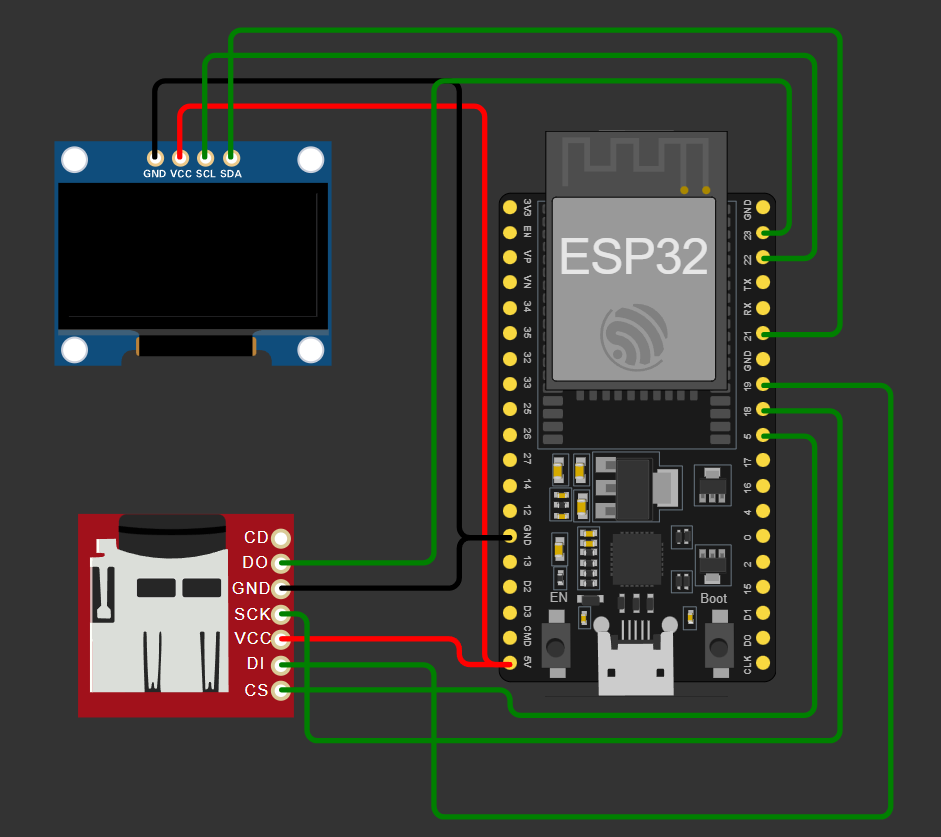 GND VCC SCL SDA
ESP32
3V3
EN
VP
VN
34
35
32
33
25
26
27
14
12
GND
13
D2
D3
CMD
5V
GND
23
22
TX
RX
21
GND
19
18
5
17
16
4
0
2
15
D1
D0
CLK
EN
Boot
CD
DO
GND
SCK
VCC
DI
CS